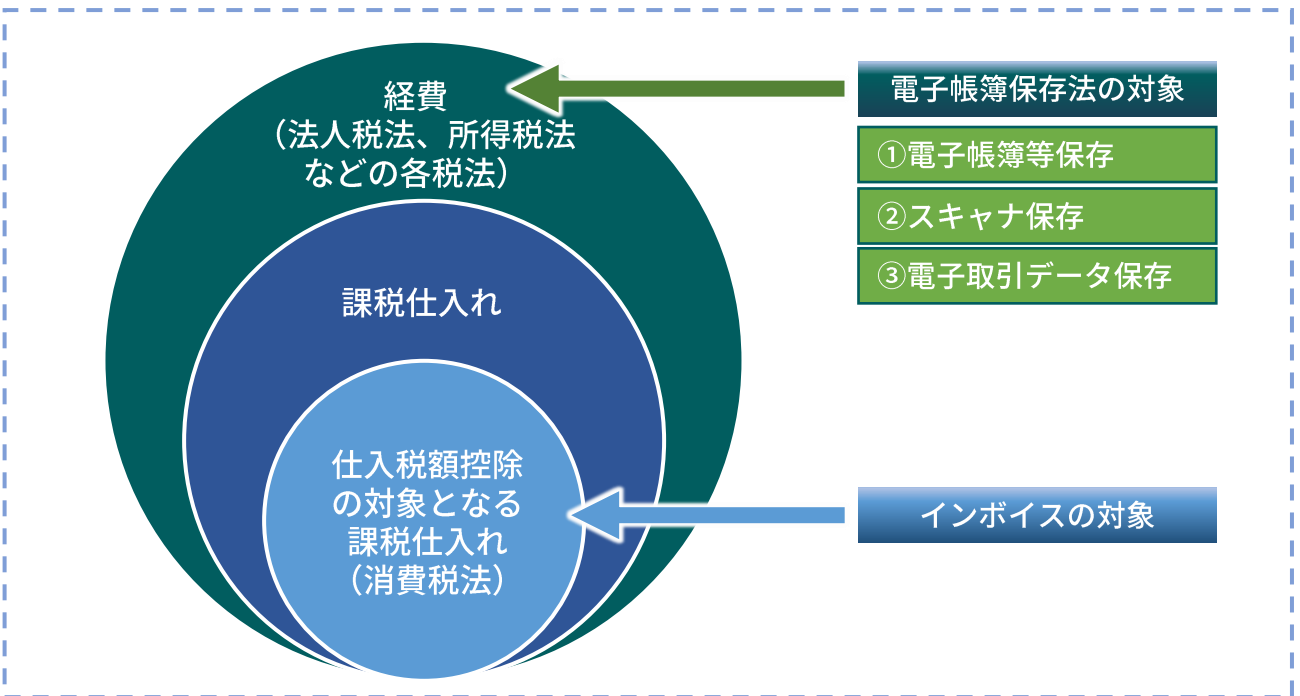 経費
（法人税法、所得税法
などの各税法）
課税仕入れ
仕入税額控除
の対象となる
課税仕入れ
（消費税法）
電子帳簿保存法の対象
①電子帳簿等保存
②スキャナ保存
③電子取引データ保存
インボイスの対象